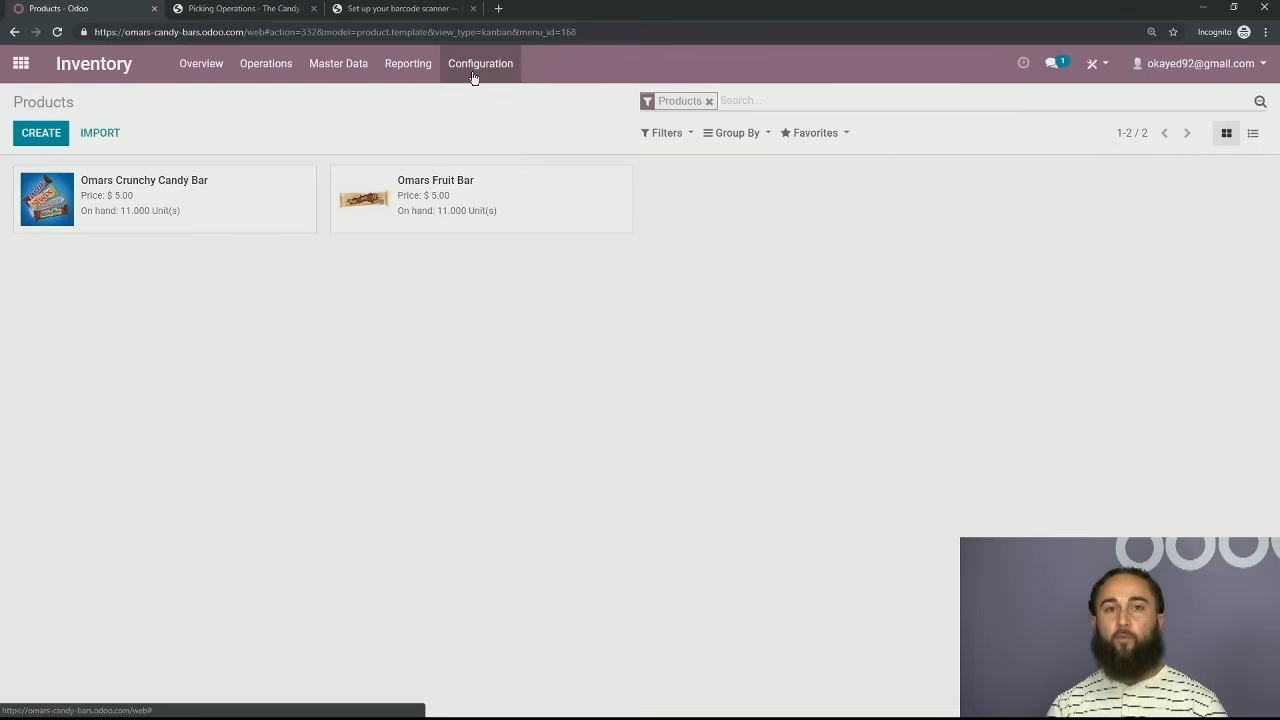 Products - Odoo
Picking Operations - The Candy
Set up your barcode scanner —
https://omars-candy-bars.odoo.com/web#action=332&model=product.template&view_type=kanban&menu_id=168
Incognito
Inventory
Overview
Operations
Master Data
Reporting
Configuration
1
okayed92@gmail.com
Products
Products
Search...
CREATE
IMPORT
Filters
Group By
Favorites
1-2 / 2
Omars Crunchy Candy Bar
Price: $ 5.00
On hand: 11.000 Unit(s)
Omars Fruit Bar
Price: $ 5.00
On hand: 11.000 Unit(s)
https://omars-candy-bars.odoo.com/web#